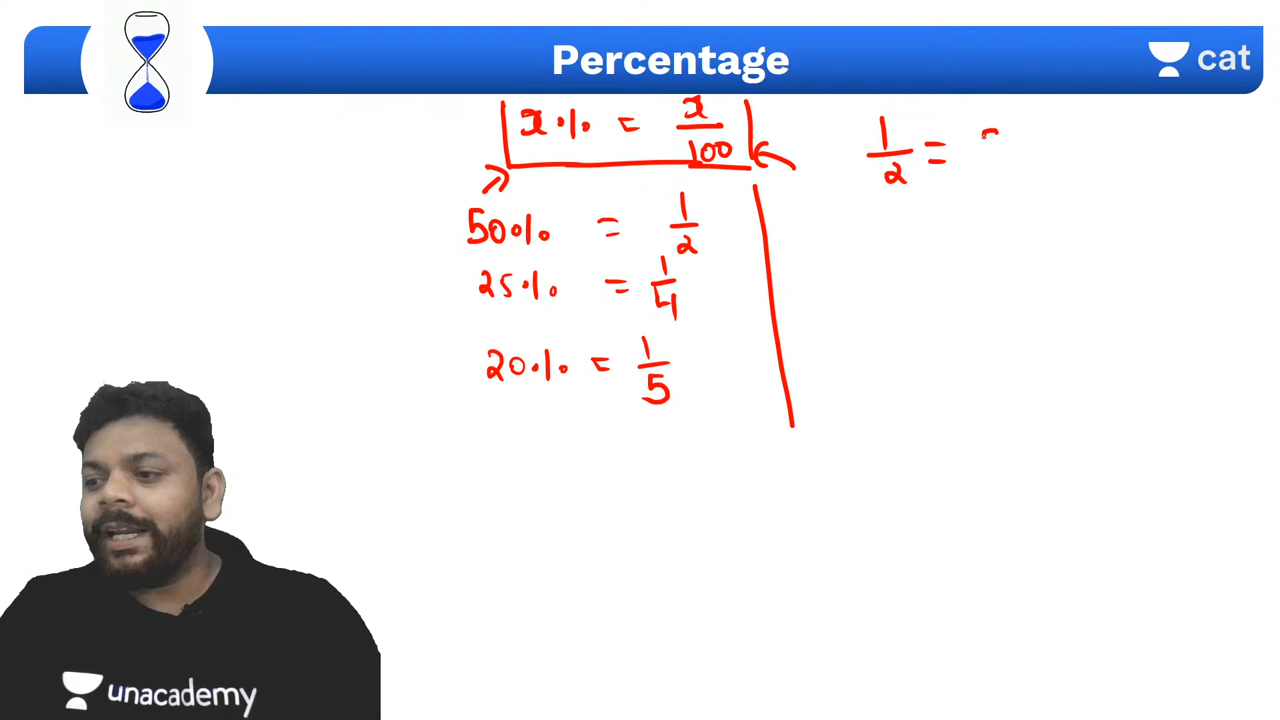 Percentage
cat
x% = x/100
1/2 =
50% = 1/2
25% = 1/4
20% = 1/5
unacademy